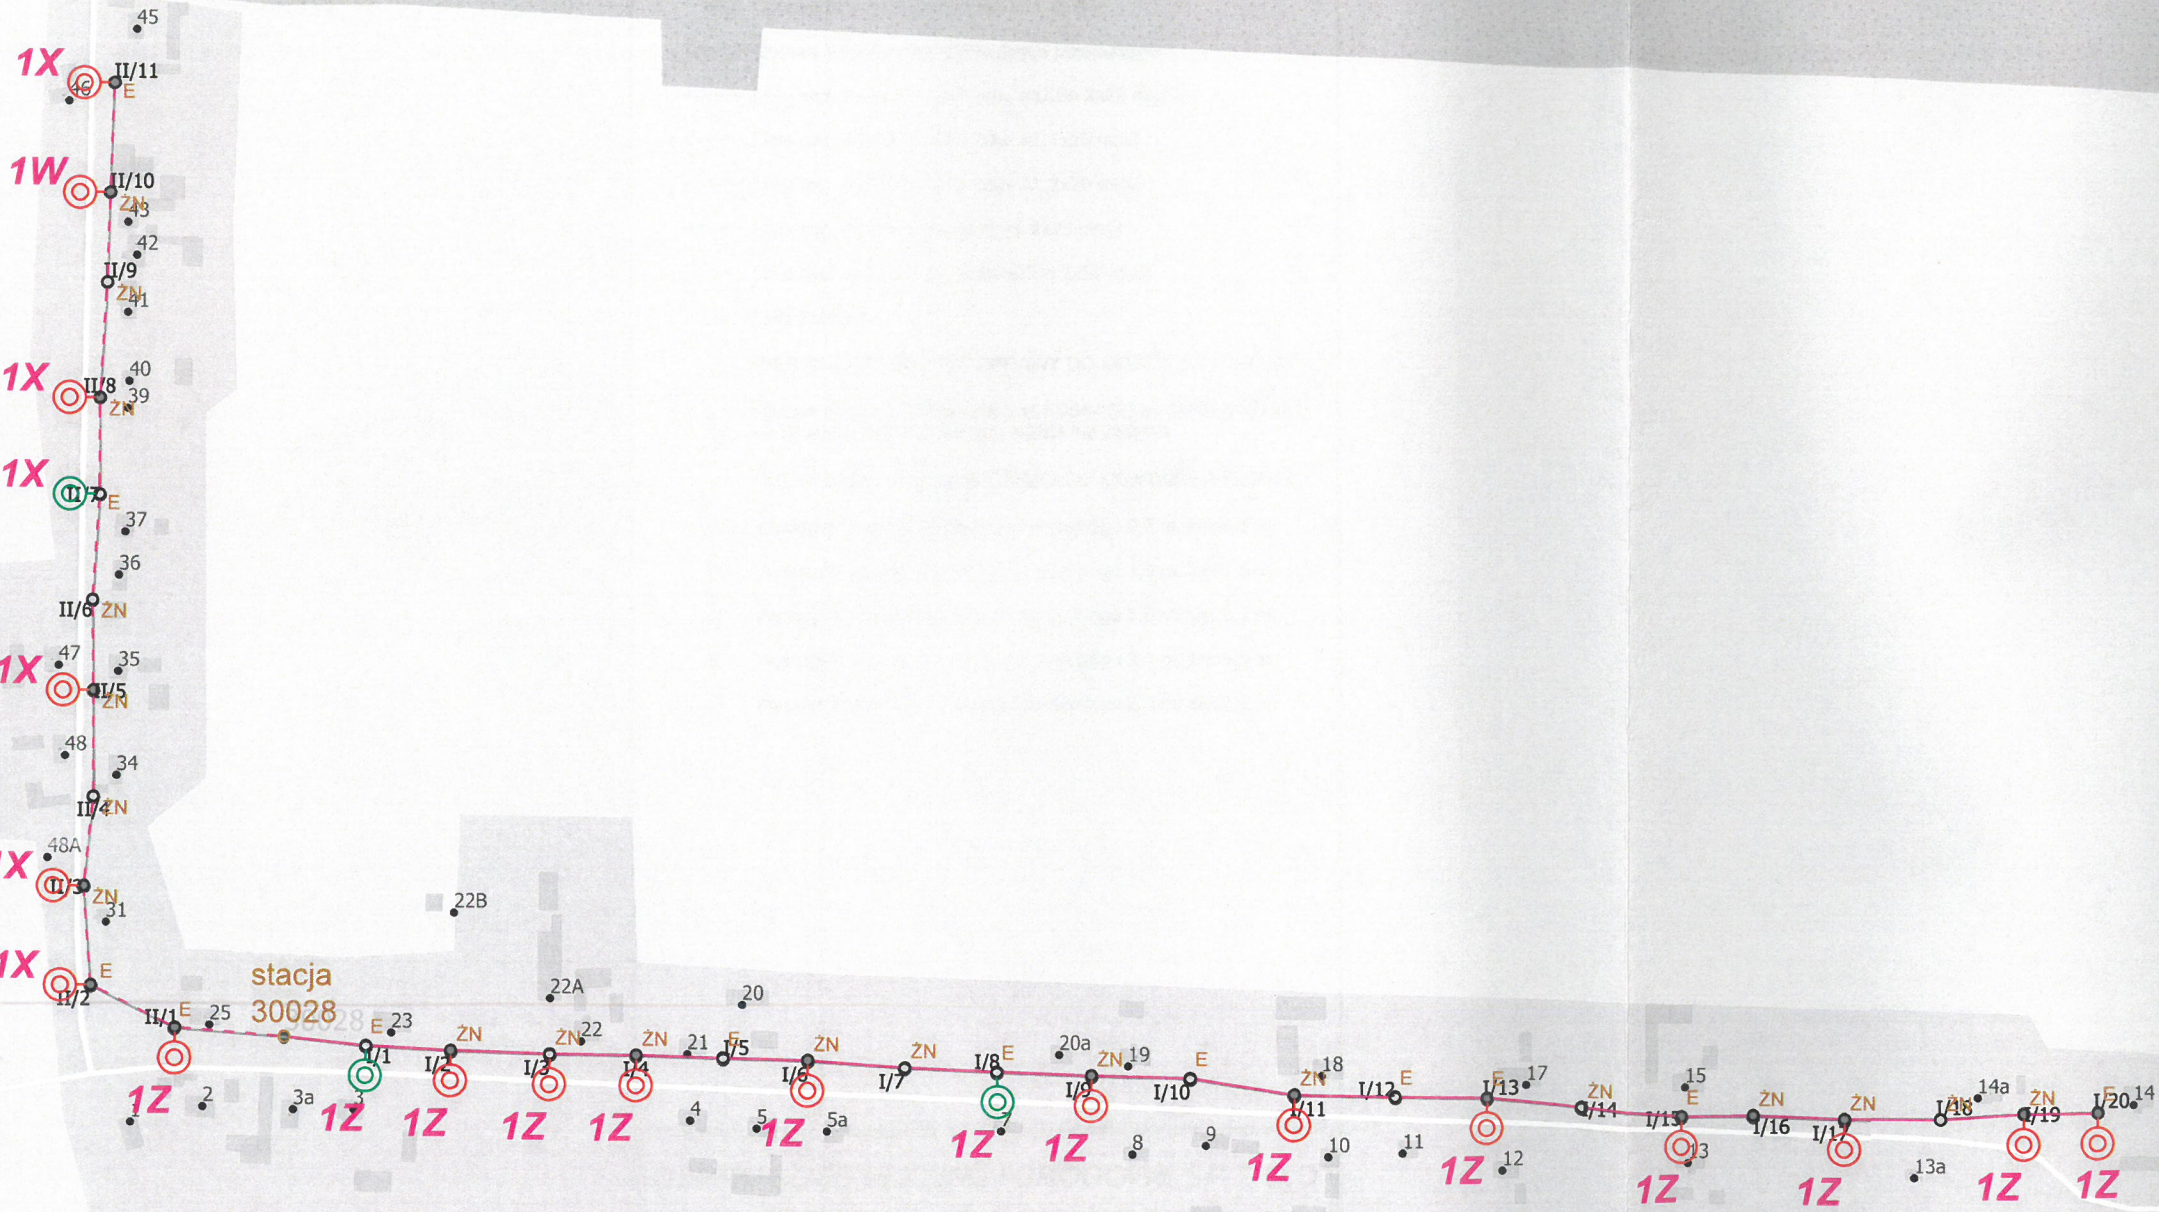 45
1X
II/11
46
E
1W
II/10
ŻN
43
42
II/9
ŻN
41
40
1X
II/8
39
ŻN
1X
II/7
E
37
36
II/6
ŻN
47
35
1X
II/5
ŻN
48
34
II/4
ŻN
48A
X
II/3
ŻN
31
22B
1X
E
II/2
stacja
30028
30028
22A
20
II/1
E
25
E
23
I/1
ŻN
I/2
ŻN
22
I/3
ŻN
I/4
21
E
I/5
ŻN
I/6
ŻN
I/7
I/8
E
20a
ŻN
19
I/9
E
I/10
18
ŻN
I/11
I/12
E
E
I/13
17
ŻN
I/14
15
E
I/15
ŻN
I/16
ŻN
I/17
14a
ŻN
I/18
ŻN
I/19
E
I/20
14
1Z
1
2
3a
3
1Z
1Z
1Z
1Z
4
5
1Z
5a
1Z
7
1Z
8
9
1Z
10
11
1Z
12
13
1Z
1Z
13a
1Z
1Z